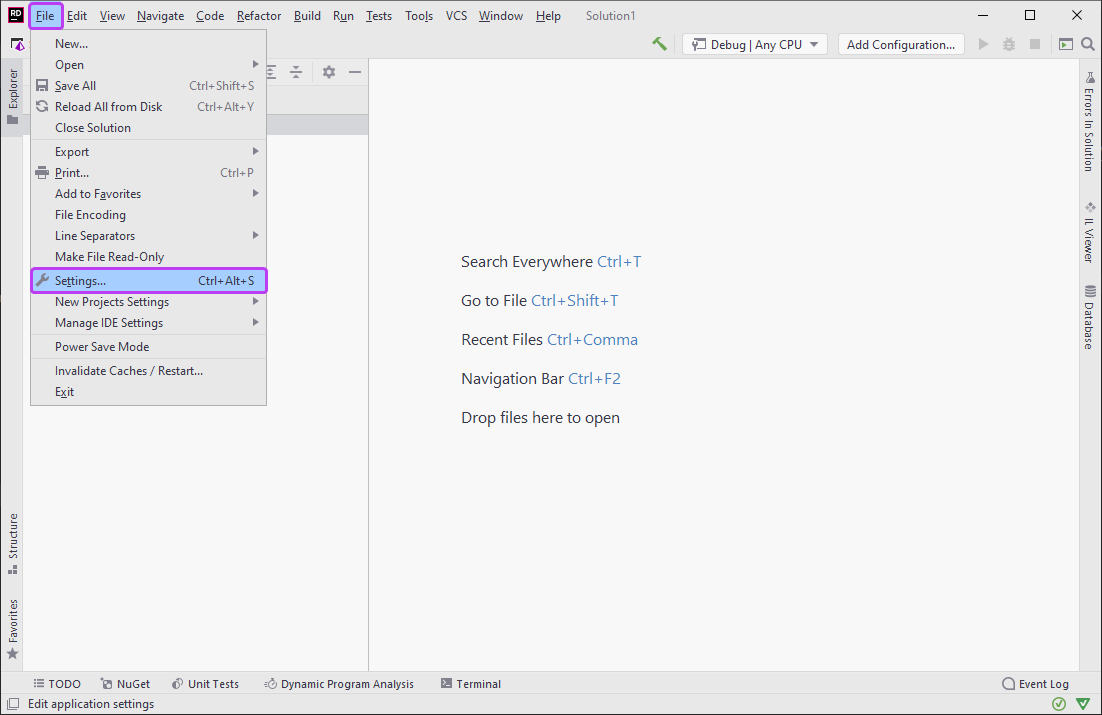 RD File Edit View Navigate Code Refactor Build Run Tests Tools VCS Window Help Solution1
Debug | Any CPU Add Configuration...
New...
Open
Save All Ctrl+Shift+S
Reload All from Disk Ctrl+Alt+Y
Close Solution
Export
Print... Ctrl+P
Add to Favorites
File Encoding
Line Separators
Make File Read-Only
Settings... Ctrl+Alt+S
New Projects Settings
Manage IDE Settings
Power Save Mode
Invalidate Caches / Restart...
Exit
Explorer
Structure
Favorites
Search Everywhere Ctrl+T
Go to File Ctrl+Shift+T
Recent Files Ctrl+Comma
Navigation Bar Ctrl+F2
Drop files here to open
Errors In Solution
IL Viewer
Database
TODO NuGet Unit Tests Dynamic Program Analysis Terminal Event Log
Edit application settings